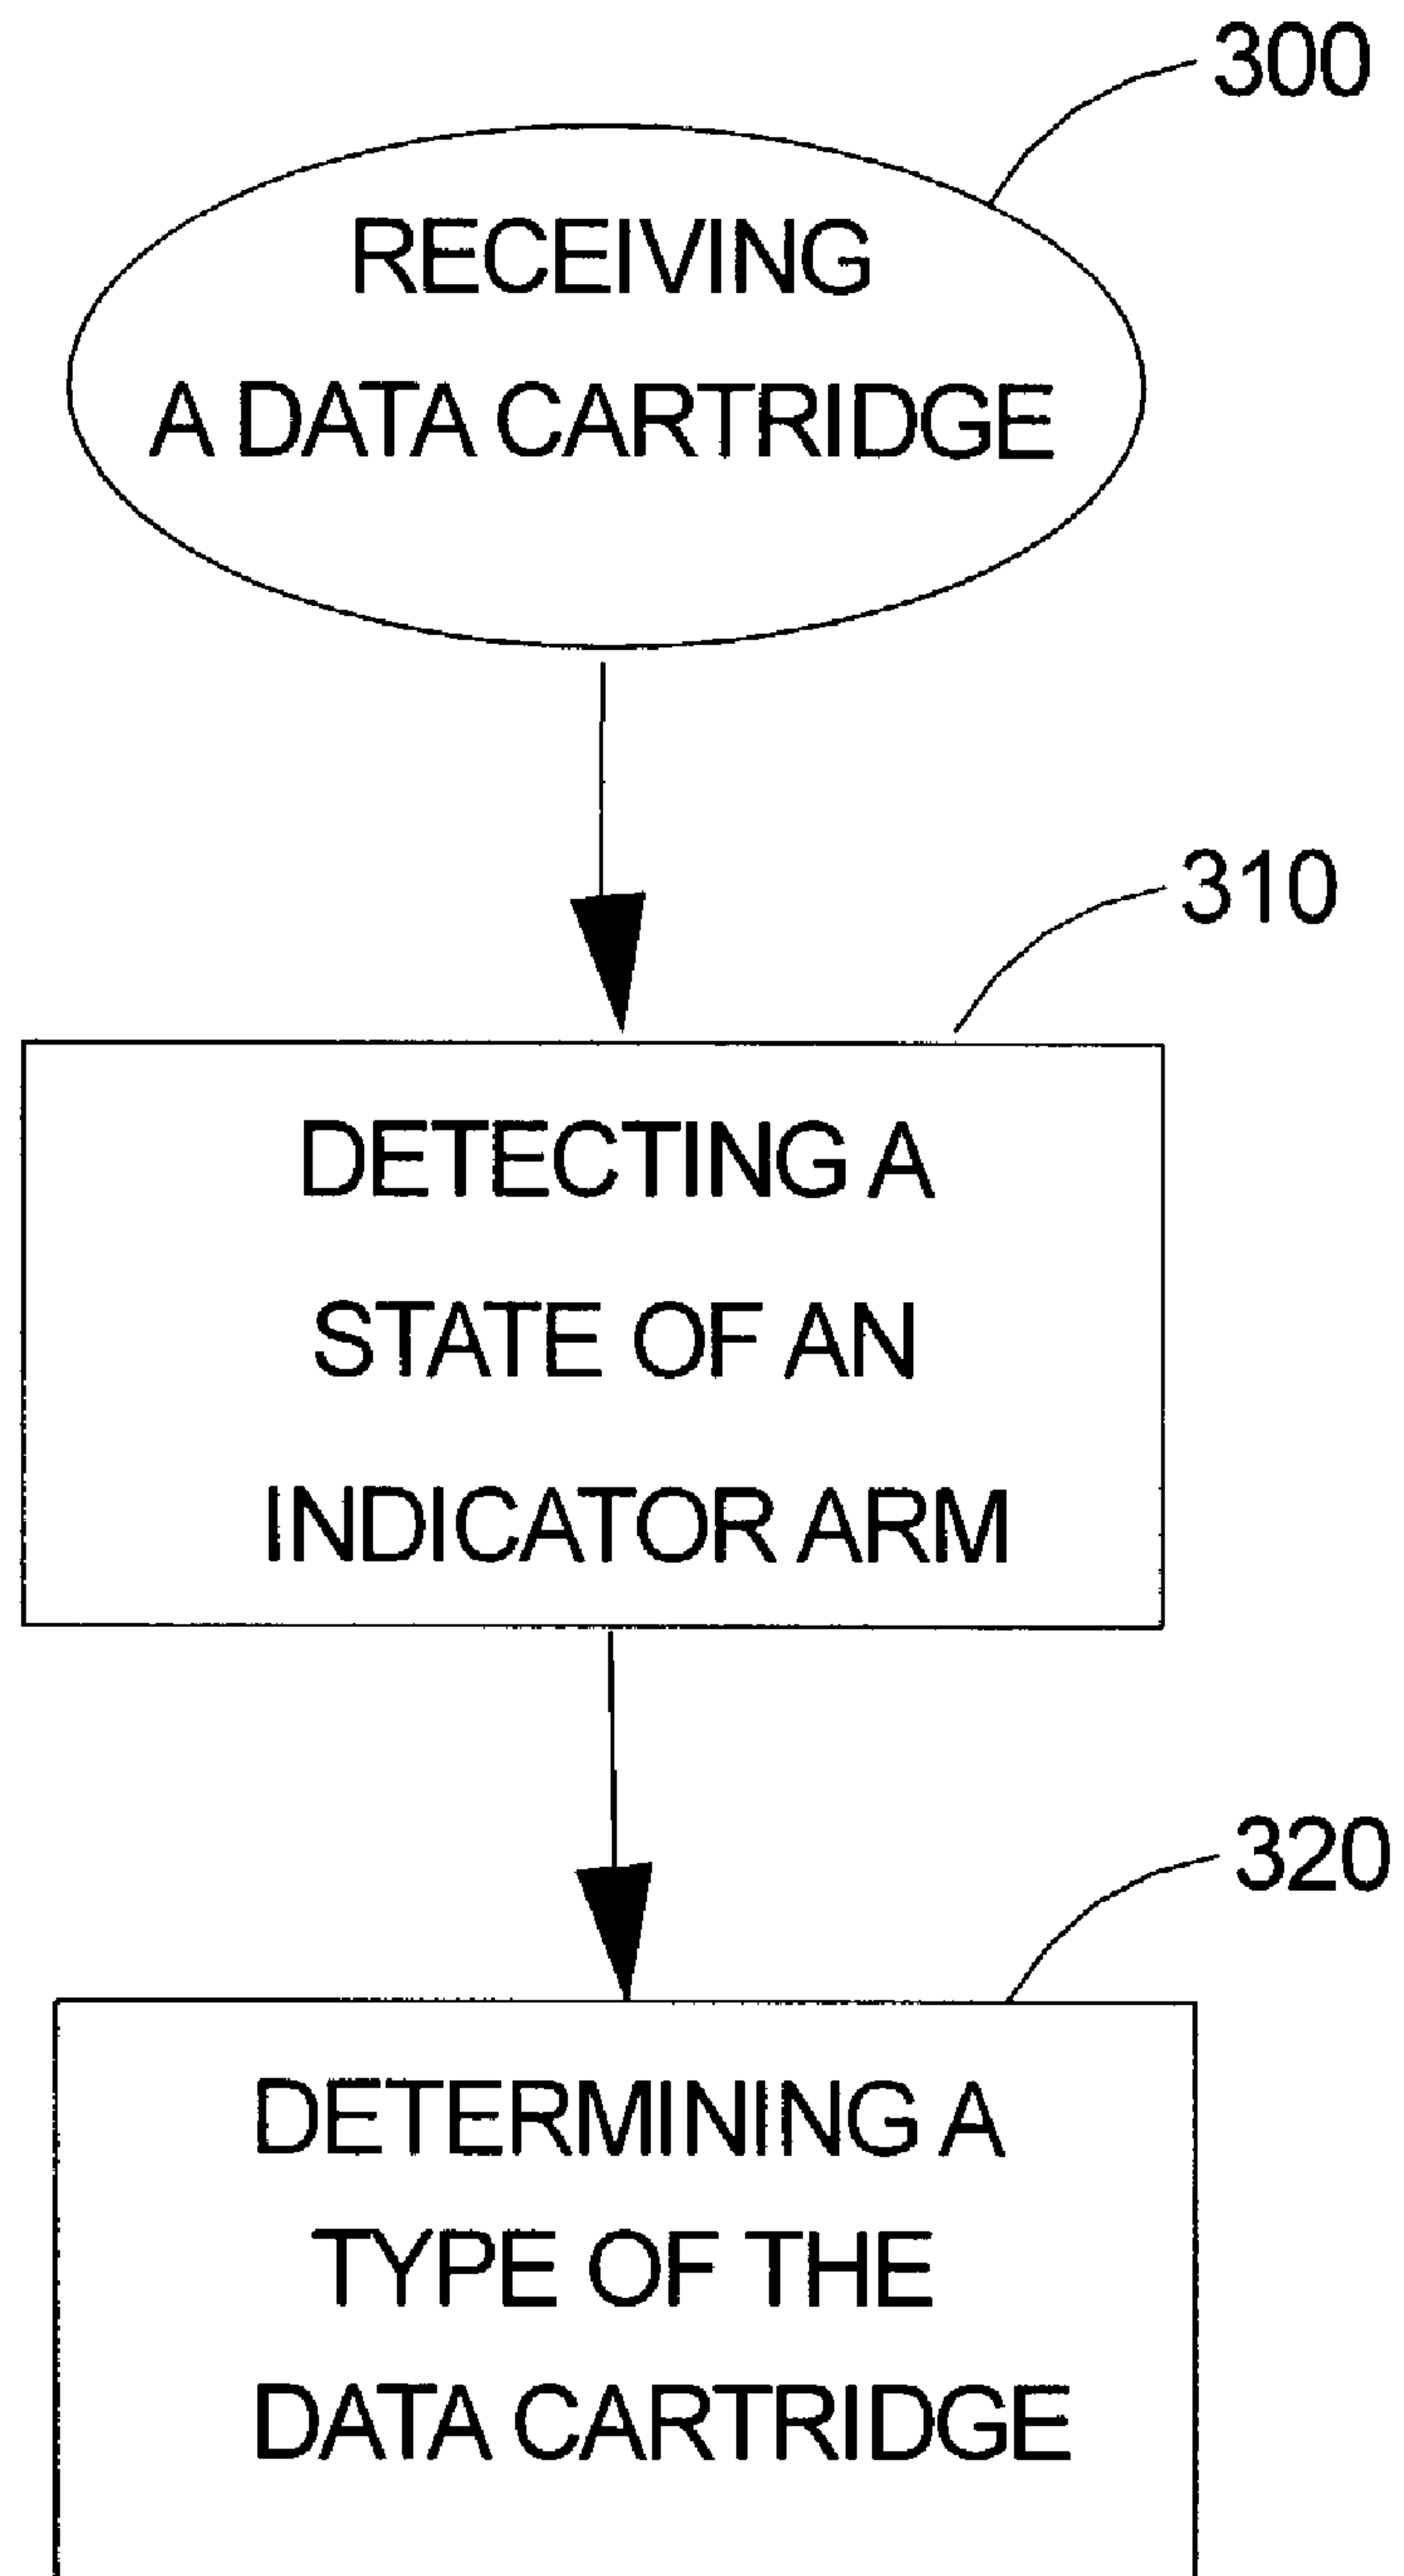 300
RECEIVING
A DATA CARTRIDGE
310
DETECTING A
STATE OF AN
INDICATOR ARM
320
DETERMINING A
TYPE OF THE
DATA CARTRIDGE